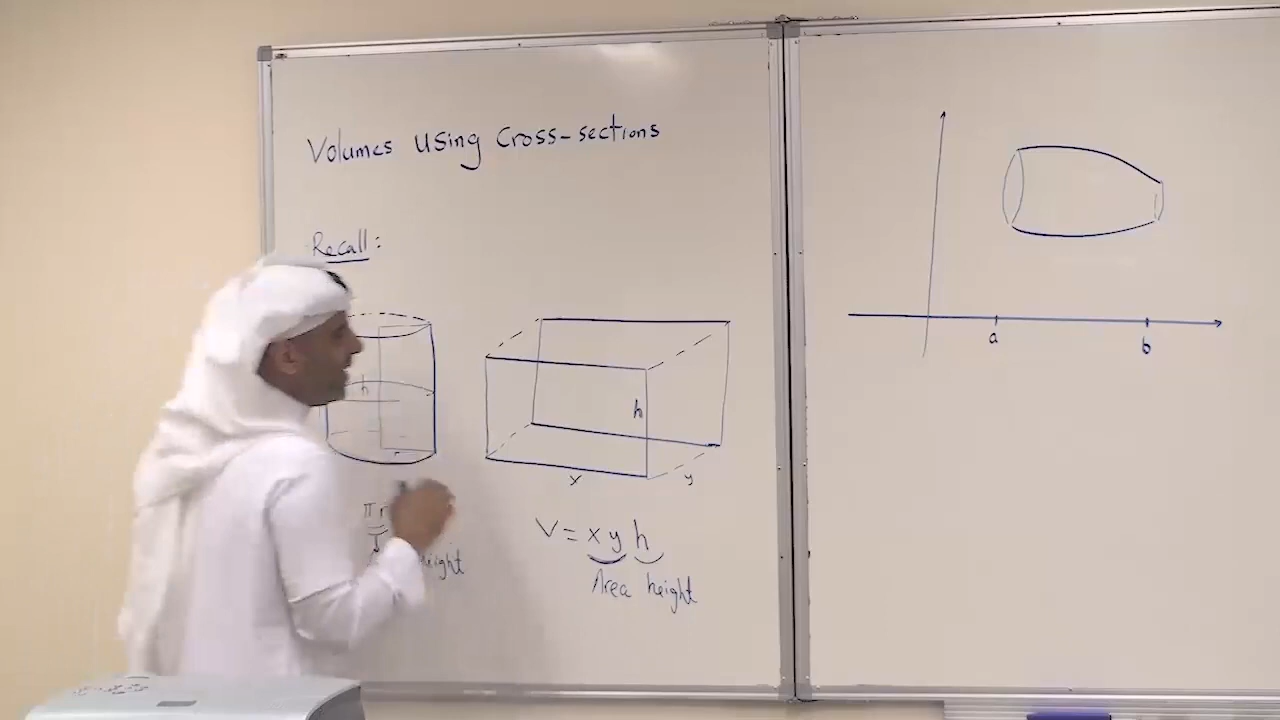 Volumes using Cross-sections
Recall:
h
r
h
x
y
π r
height
V = x y h
Area height
a
b